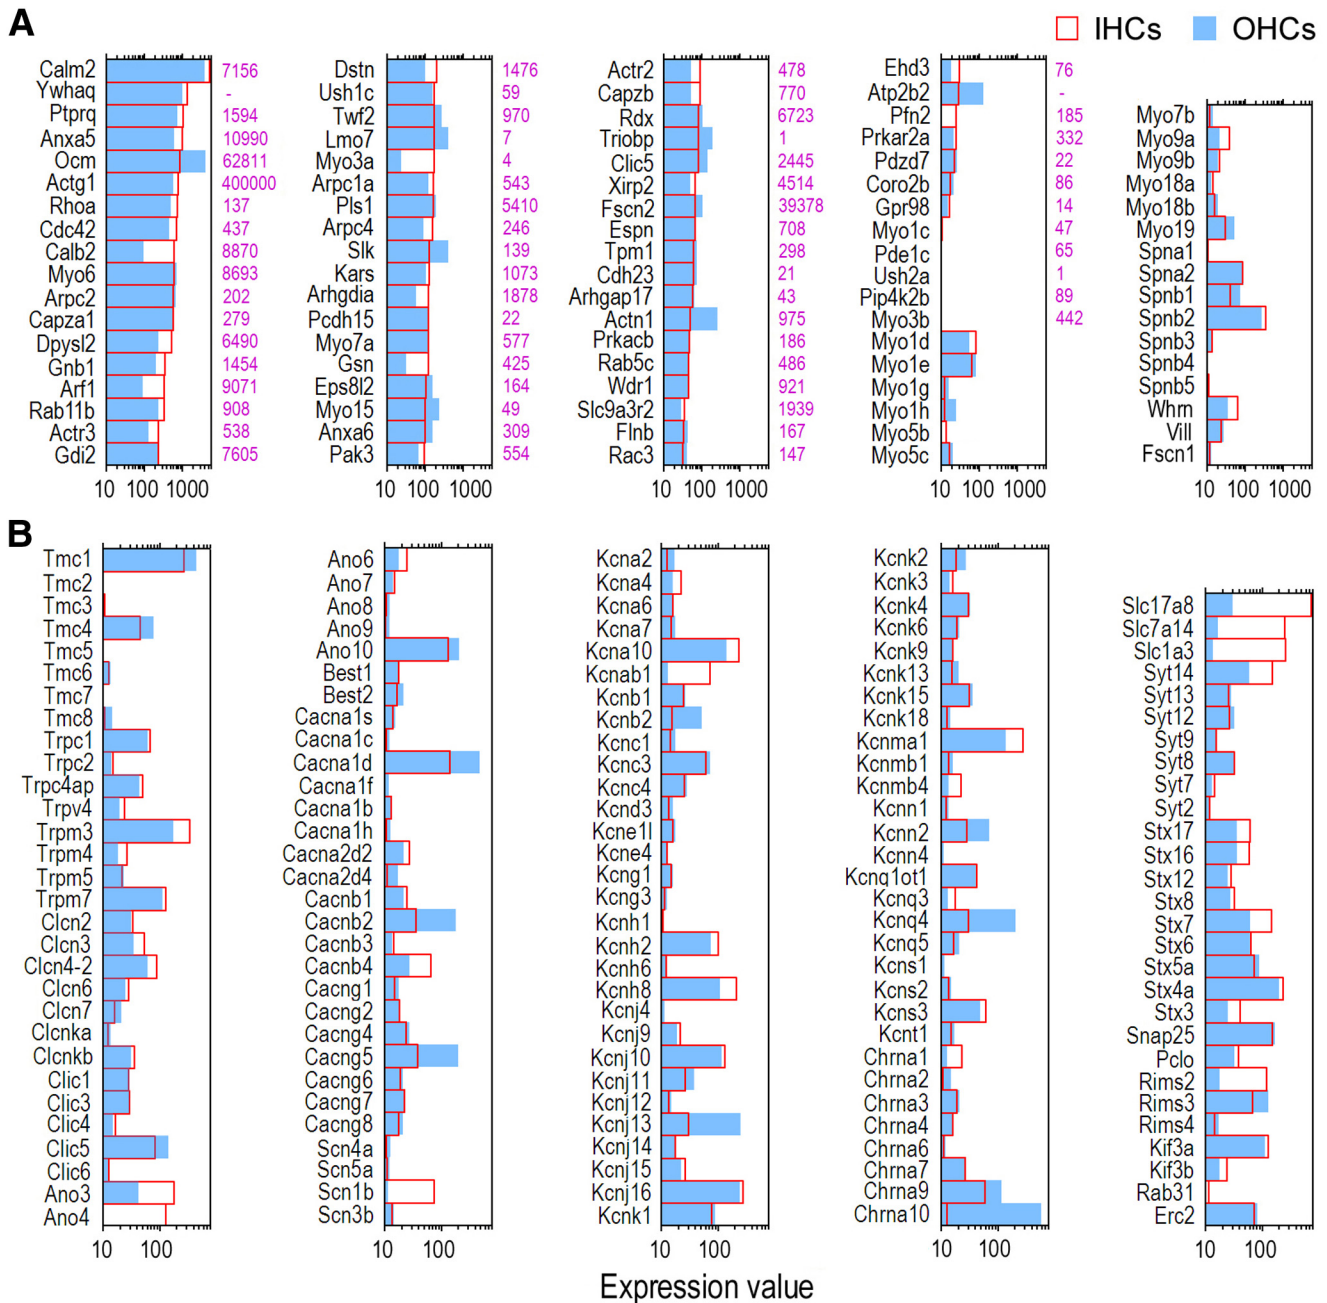 A
IHCs OHCs
Calm2 7156
Ywhaq -
Ptprq 1594
Anxa5 10990
Ocm 62811
Actg1 400000
Rhoa 137
Cdc42 437
Calb2 8870
Myo6 8693
Arpc2 202
Capza1 279
Dpysl2 6490
Gnb1 1454
Arf1 9071
Rab11b 908
Actr3 538
Gdi2 7605
10 100 1000
Dstn 1476
Ush1c 59
Twf2 970
Lmo7 7
Myo3a 4
Arpc1a 543
Pls1 5410
Arpc4 246
Slk 139
Kars 1073
Arhgdia 1878
Pcdh15 22
Myo7a 577
Gsn 425
Eps8l2 164
Myo15 49
Anxa6 309
Pak3 554
10 100 1000
Actr2 478
Capzb 770
Rdx 6723
Triobp 1
Clic5 2445
Xirp2 4514
Fscn2 39378
Espn 708
Tpm1 298
Cdh23 21
Arhgap17 43
Actn1 975
Prkacb 186
Rab5c 486
Wdr1 921
Slc9a3r2 1939
Flnb 167
Rac3 147
10 100 1000
Ehd3 76
Atp2b2 -
Pfn2 185
Prkar2a 332
Pdzd7 22
Coro2b 86
Gpr98 14
Myo1c 47
Pde1c 65
Ush2a 1
Pip4k2b 89
Myo3b 442
Myo1d
Myo1e
Myo1g
Myo1h
Myo5b
Myo5c
10 100 1000
Myo7b
Myo9a
Myo9b
Myo18a
Myo18b
Myo19
Spna1
Spna2
Spnb1
Spnb2
Spnb3
Spnb4
Spnb5
Whrn
Vill
Fscn1
10 100 1000
B
Tmc1
Tmc2
Tmc3
Tmc4
Tmc5
Tmc6
Tmc7
Tmc8
Trpc1
Trpc2
Trpc4ap
Trpv4
Trpm3
Trpm4
Trpm5
Trpm7
Clcn2
Clcn3
Clcn4-2
Clcn6
Clcn7
Clcnka
Clcnkb
Clic1
Clic3
Clic4
Clic5
Clic6
Ano3
Ano4
10 100
Ano6
Ano7
Ano8
Ano9
Ano10
Best1
Best2
Cacna1s
Cacna1c
Cacna1d
Cacna1f
Cacna1b
Cacna1h
Cacna2d2
Cacna2d4
Cacnb1
Cacnb2
Cacnb3
Cacnb4
Cacng1
Cacng2
Cacng4
Cacng5
Cacng6
Cacng7
Cacng8
Scn4a
Scn5a
Scn1b
Scn3b
10 100
Kcna2
Kcna4
Kcna6
Kcna7
Kcna10
Kcnab1
Kcnb1
Kcnb2
Kcnc1
Kcnc3
Kcnc4
Kcnd3
Kcne1l
Kcne4
Kcng1
Kcng3
Kcnh1
Kcnh2
Kcnh6
Kcnh8
Kcnj4
Kcnj9
Kcnj10
Kcnj11
Kcnj12
Kcnj13
Kcnj14
Kcnj15
Kcnj16
Kcnk1
10 100
Kcnk2
Kcnk3
Kcnk4
Kcnk6
Kcnk9
Kcnk13
Kcnk15
Kcnk18
Kcnma1
Kcnmb1
Kcnmb4
Kcnn1
Kcnn2
Kcnn4
Kcnq1ot1
Kcnq3
Kcnq4
Kcnq5
Kcns1
Kcns2
Kcns3
Kcnt1
Chrna1
Chrna2
Chrna3
Chrna4
Chrna6
Chrna7
Chrna9
Chrna10
10 100
Slc17a8
Slc7a14
Slc1a3
Syt14
Syt13
Syt12
Syt9
Syt8
Syt7
Syt2
Stx17
Stx16
Stx12
Stx8
Stx7
Stx6
Stx5a
Stx4a
Stx3
Snap25
Pclo
Rims2
Rims3
Rims4
Kif3a
Kif3b
Rab31
Erc2
10 100
Expression value